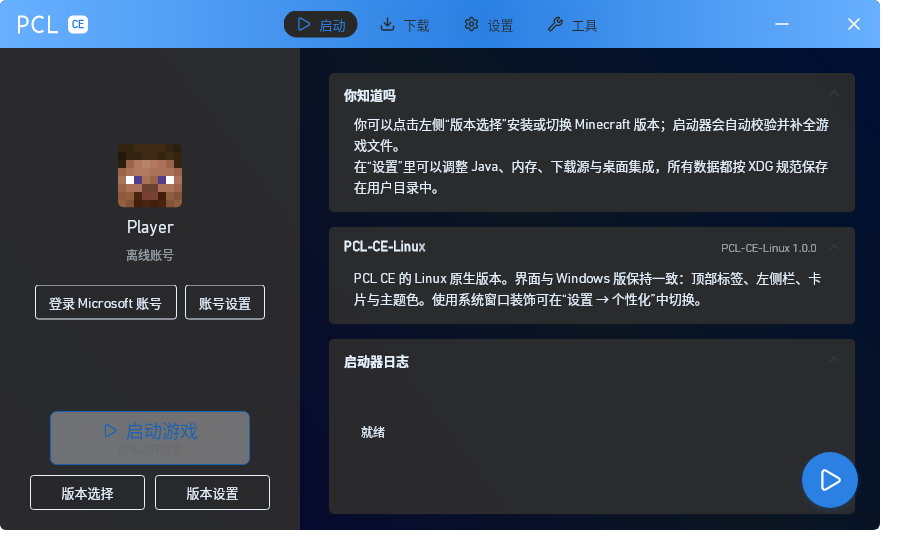 PCL CE
启动
下载
设置
工具
Player
离线账号
登录 Microsoft 账号
账号设置
启动游戏
版本选择
版本设置
你知道吗
你可以点击左侧“版本选择”安装或切换 Minecraft 版本；启动器会自动校验并补全游
戏文件。
在“设置”里可以调整 Java、内存、下载源与桌面集成，所有数据都按 XDG 规范保存
在用户目录中。
PCL-CE-Linux
PCL-CE-Linux 1.0.0
PCL CE 的 Linux 原生版本。界面与 Windows 版保持一致：顶部标签、左侧栏、卡
片与主题色。使用系统窗口装饰可在“设置 → 个性化”中切换。
启动器日志
就绪